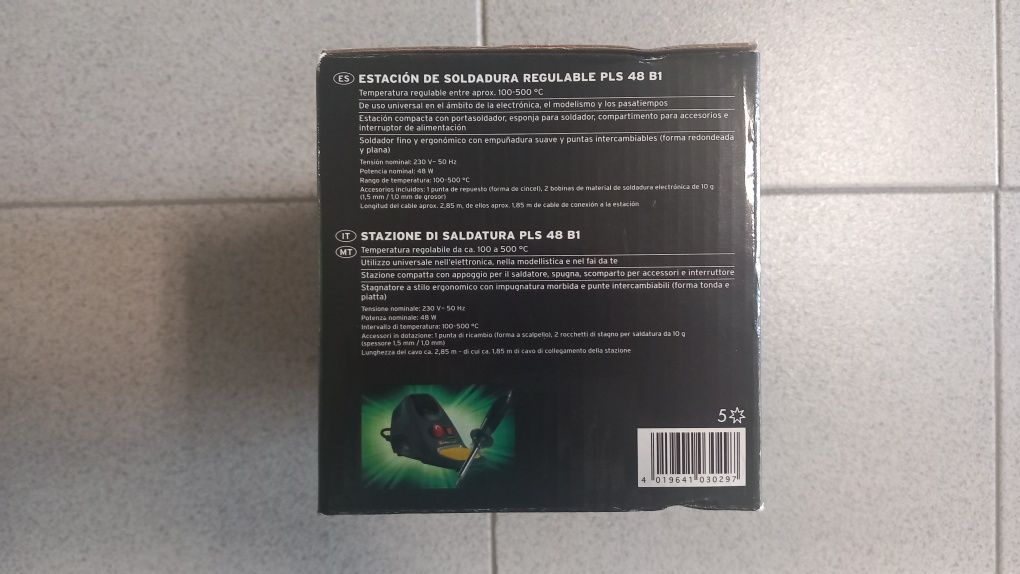 ES ESTACIÓN DE SOLDADURA REGULABLE PLS 48 B1
Temperatura regulable entre aprox. 100-500 °C
De uso universal en el ámbito de la electrónica, el modelismo y los pasatiempos
Estación compacta con portasoldador, esponja para soldador, compartimento para accesorios e
interruptor de alimentación
Soldador fino y ergonómico con empuñadura suave y puntas intercambiables (forma redondeada
y plana)
Tensión nominal: 230 V~ 50 Hz
Potencia nominal: 48 W
Rango de temperatura: 100-500 °C
Accesorios incluidos: 1 punta de repuesto (forma de cincel), 2 bobinas de material de soldadura electrónica de 10 g
(1,5 mm / 1,0 mm de grosor)
Longitud del cable aprox. 2,85 m, de ellos aprox. 1,85 m de cable de conexión a la estación
IT STAZIONE DI SALDATURA PLS 48 B1
MT Temperatura regolabile da ca. 100 a 500 °C
Utilizzo universale nell'elettronica, nella modellistica e nel fai da te
Stazione compatta con appoggio per il saldatore, spugna, scomparto per accessori e interruttore
Stagnatore a stilo ergonomico con impugnatura morbida e punte intercambiabili (forma tonda e
piatta)
Tensione nominale: 230 V~ 50 Hz
Potenza nominale: 48 W
Intervallo di temperatura: 100-500 °C
Accessori in dotazione: 1 punta di ricambio (forma a scalpello), 2 rocchetti di stagno per saldatura da 10 g
(spessore 1,5 mm / 1,0 mm)
Lunghezza del cavo ca. 2,85 m - di cui ca. 1,85 m di cavo di collegamento della stazione
5
4 019641 030297